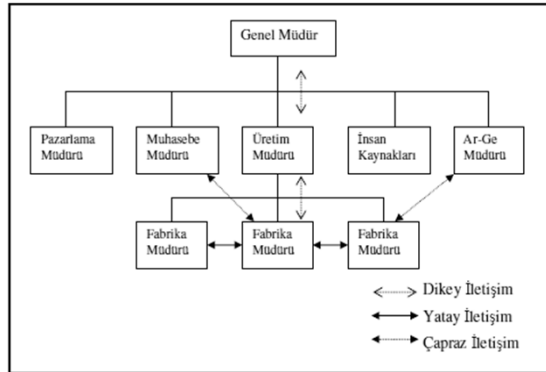 Genel Müdür
Pazarlama
Müdürü
Muhasebe
Müdürü
Üretim
Müdürü
İnsan
Kaynakları
Ar-Ge
Müdürü
Fabrika
Müdürü
Fabrika
Müdürü
Fabrika
Müdürü
Dikey İletişim
Yatay İletişim
Çapraz İletişim